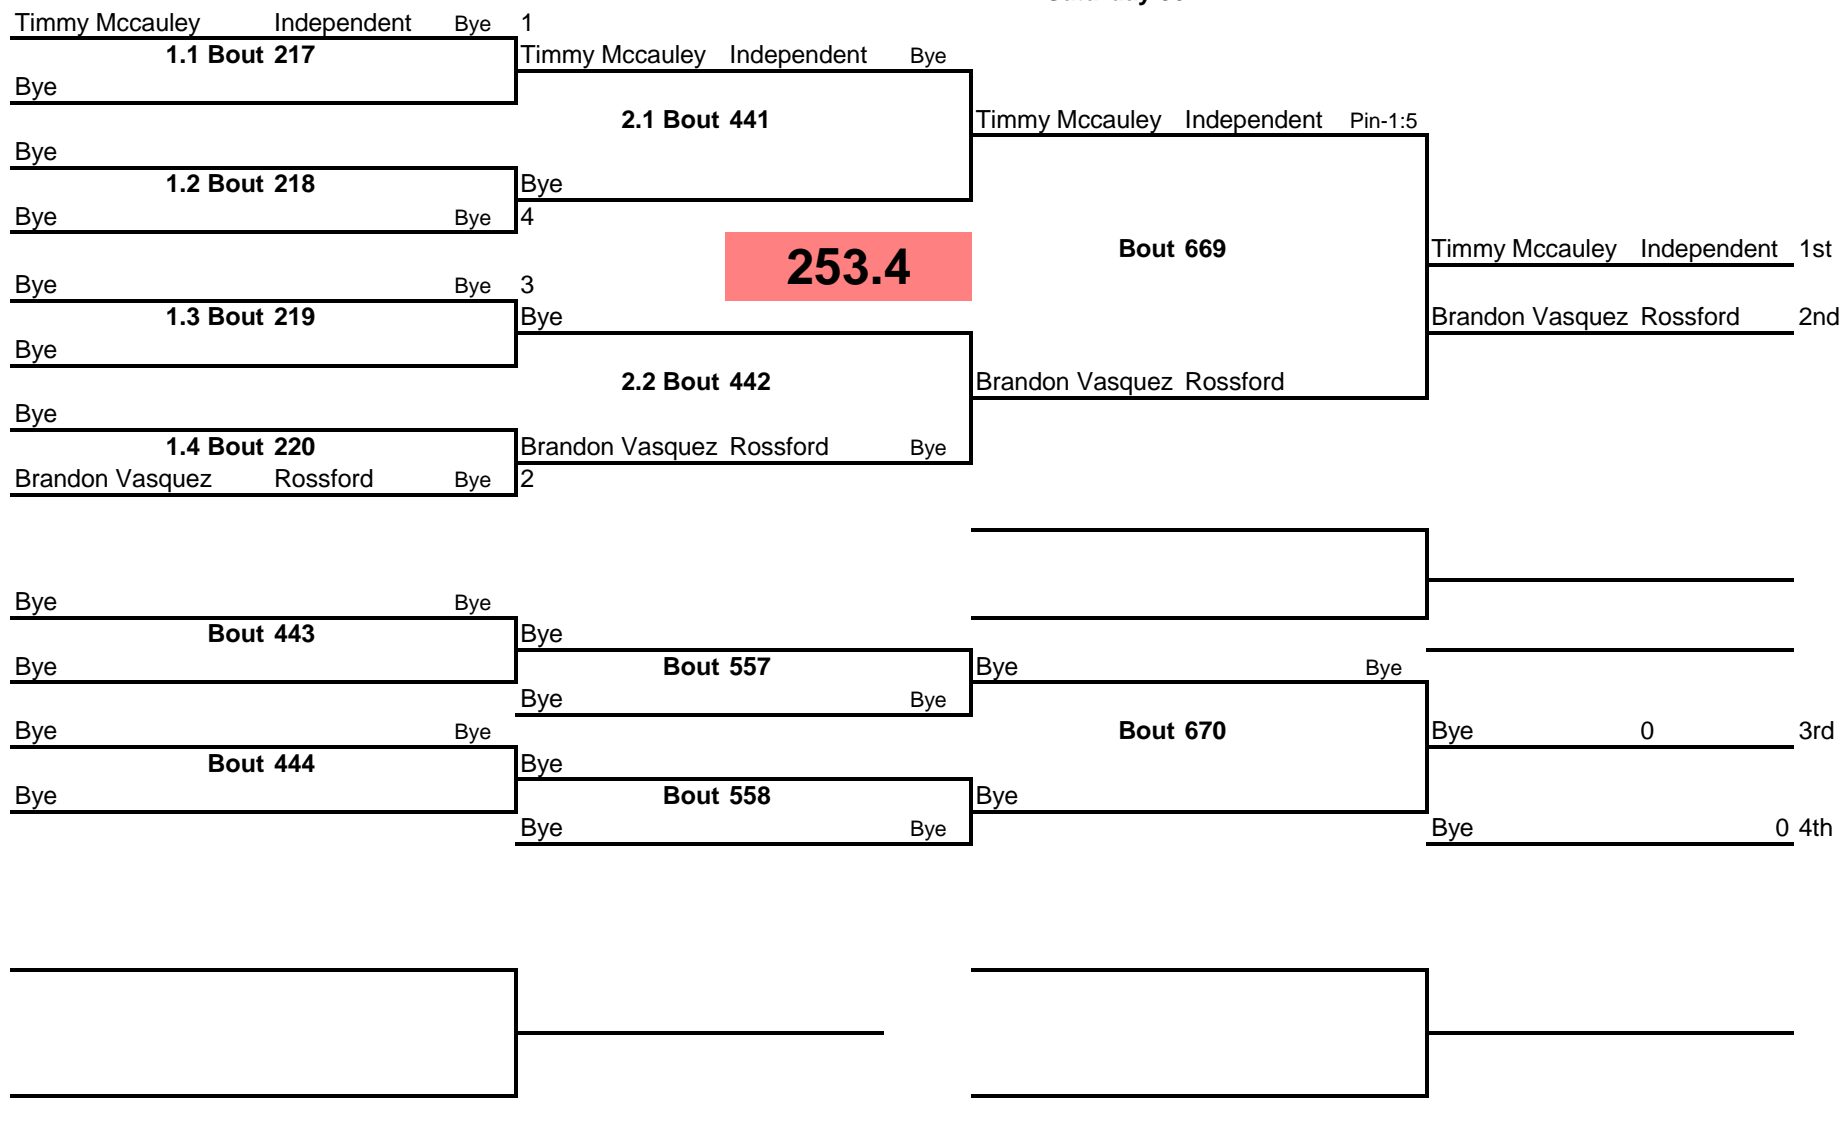 Timmy Mccauley Independent Bye 1
1.1 Bout 217 Timmy Mccauley Independent Bye
Bye
2.1 Bout 441 Timmy Mccauley Independent Pin-1:5
Bye
1.2 Bout 218 Bye
Bye Bye 4
253.4 Bout 669 Timmy Mccauley Independent 1st
Bye Bye 3
1.3 Bout 219 Bye Brandon Vasquez Rossford 2nd
Bye
2.2 Bout 442 Brandon Vasquez Rossford
Bye
1.4 Bout 220 Brandon Vasquez Rossford Bye
Brandon Vasquez Rossford Bye 2
Bye Bye
Bout 443 Bye
Bye Bout 557 Bye Bye
Bye Bye
Bye Bye Bout 670 Bye 0 3rd
Bout 444 Bye
Bye Bout 558 Bye
Bye Bye Bye 0 4th